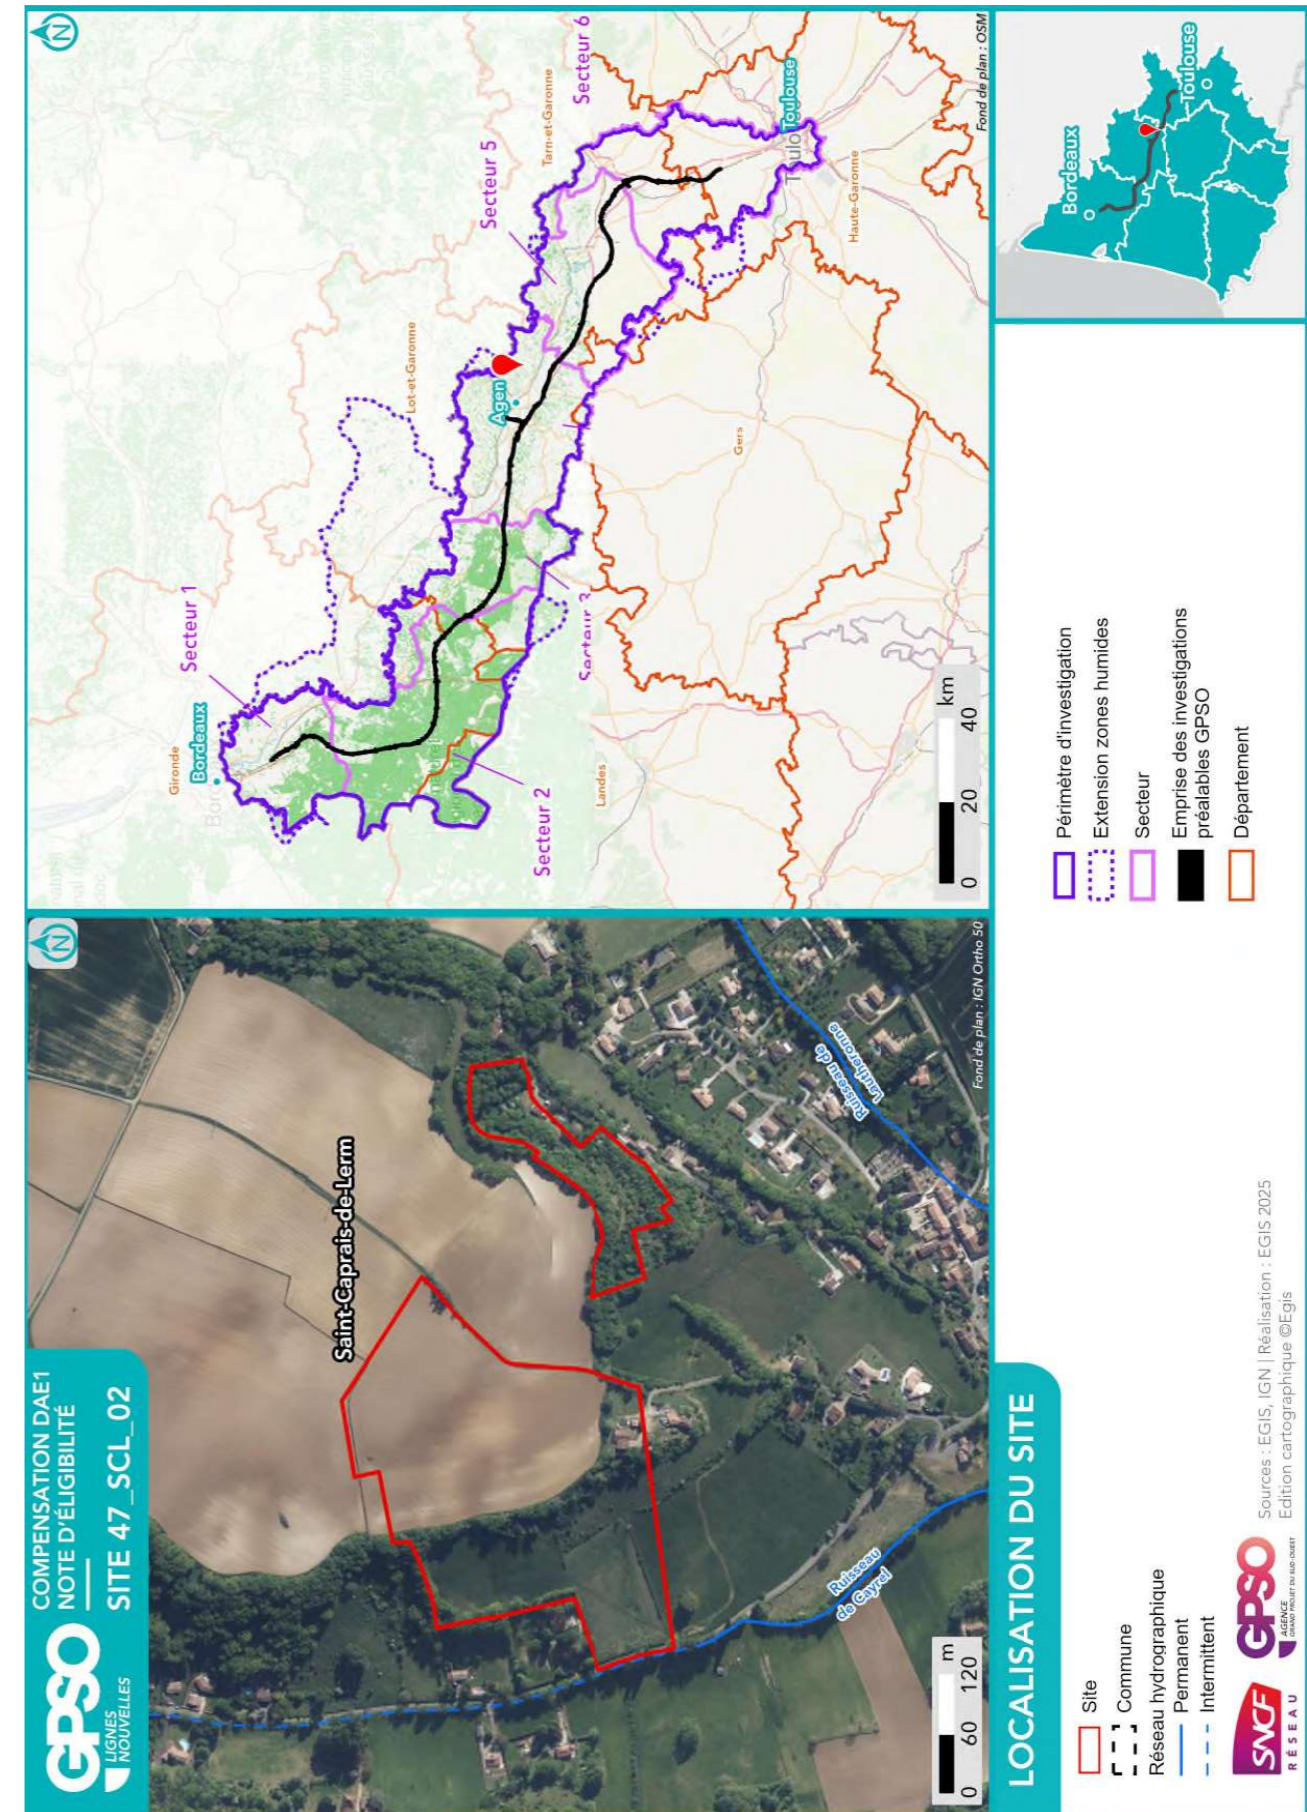 GPSO
LIGNES
NOUVELLES
COMPENSATION DAE1
NOTE D'ÉLIGIBILITÉ
SITE 47_SCL_02
N
Saint-Caprais-de-Lerm
Ruisseau
de Cayrel
Ruisseau de
Lautheronne
0 60 120 m
Fond de plan : IGN Ortho 50
N
Gironde
Bordeaux
Secteur 1
Secteur 2
Secteur 3
Landes
Lot-et-Garonne
Agen
Secteur 5
Tarn-et-Garonne
Secteur 6
Gers
Toulouse
Haute-Garonne
0 20 40 km
Fond de plan : OSM
LOCALISATION DU SITE
Site
Commune
Réseau hydrographique
Permanent
Intermittent
Périmètre d'investigation
Extension zones humides
Secteur
Emprise des investigations
préalables GPSO
Département
Bordeaux
Toulouse
SNCF
RÉSEAU
GPSO
AGENCE
GRAND PROJET DU SUD-OUEST
Sources : EGIS, IGN | Réalisation : EGIS 2025
Edition cartographique ©Egis